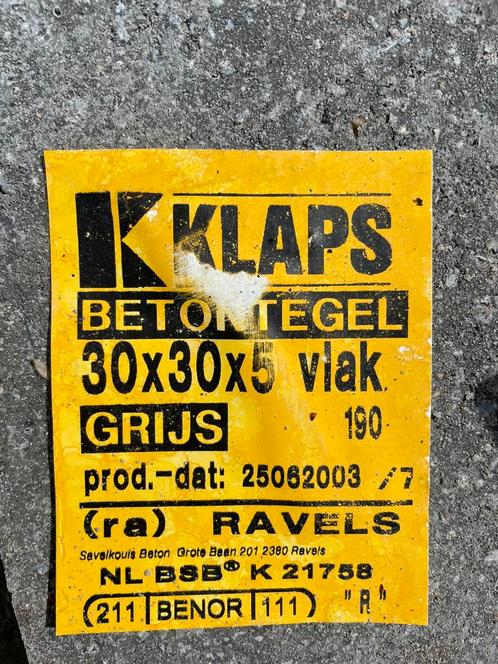 K KLAPS
BETONTEGEL
30x30x5 vlak
GRIJS 190
prod.-dat: 25062003 /7
(ra) RAVELS
Savelkouls Beton Grote Baan 201 2380 Ravels
NL BSB® K 21758
(211|BENOR|111) "A"